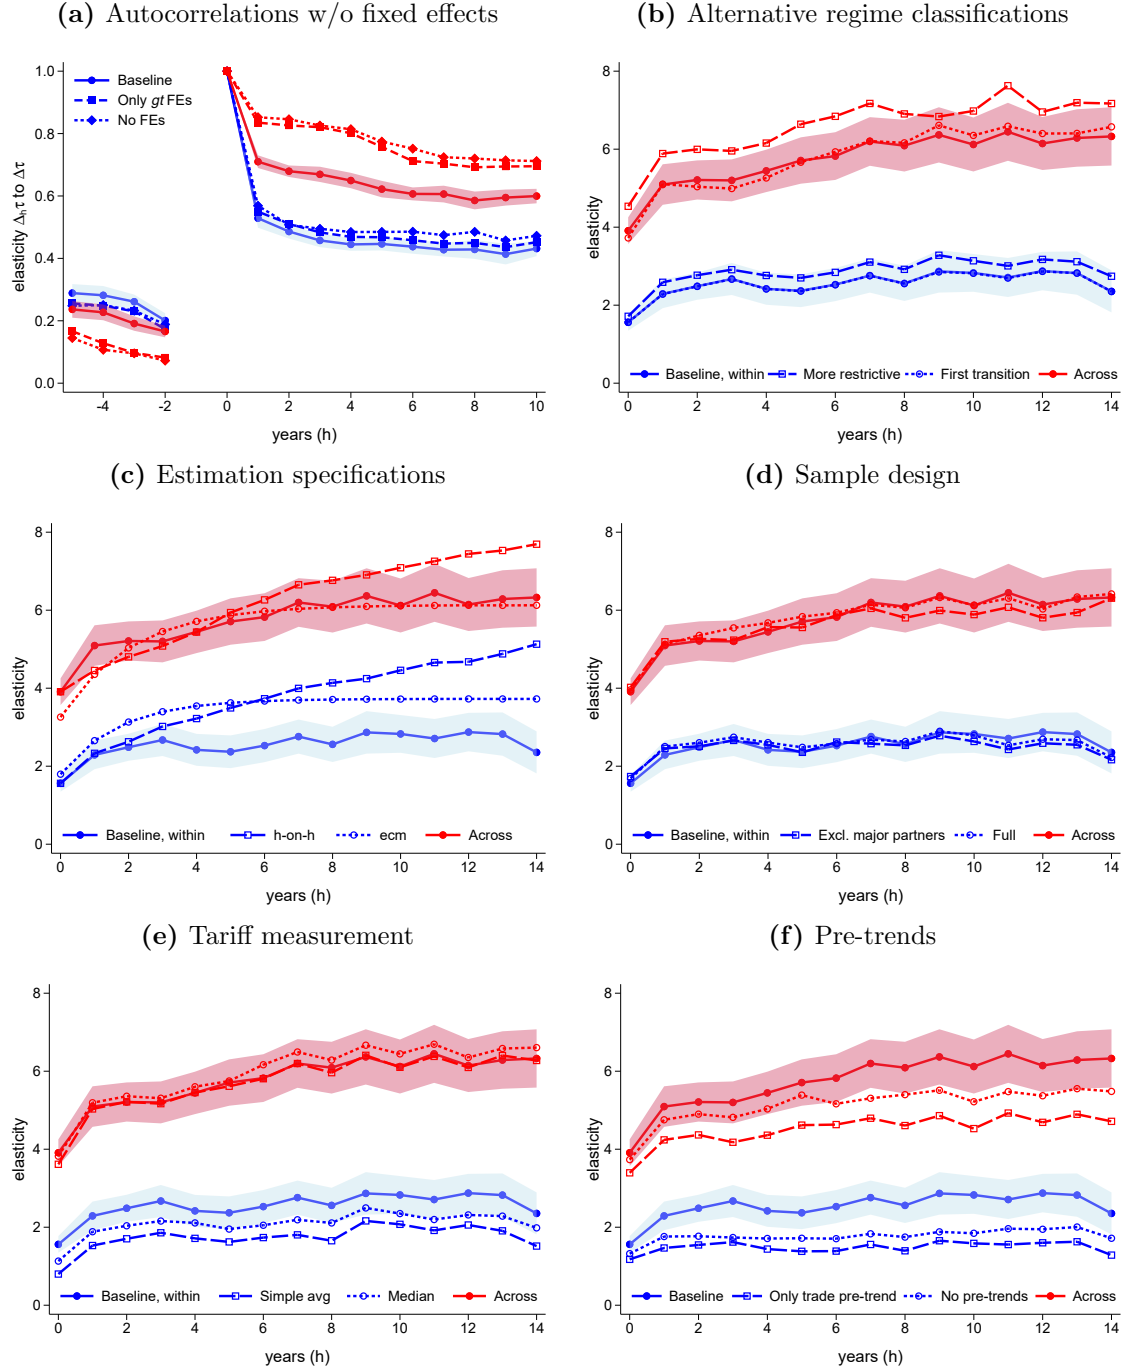 (a) Autocorrelations w/o fixed effects
elasticity Δₕτ to Δτ
1.0
0.8
0.6
0.4
0.2
0.0
Baseline
Only gt FEs
No FEs
-4 -2 0 2 4 6 8 10
years (h)
(b) Alternative regime classifications
elasticity
8
6
4
2
0
Baseline, within More restrictive First transition Across
0 2 4 6 8 10 12 14
years (h)
(c) Estimation specifications
elasticity
8
6
4
2
0
Baseline, within h-on-h ecm Across
0 2 4 6 8 10 12 14
years (h)
(d) Sample design
elasticity
8
6
4
2
0
Baseline, within Excl. major partners Full Across
0 2 4 6 8 10 12 14
years (h)
(e) Tariff measurement
elasticity
8
6
4
2
0
Baseline, within Simple avg Median Across
0 2 4 6 8 10 12 14
years (h)
(f) Pre-trends
elasticity
8
6
4
2
0
Baseline Only trade pre-trend No pre-trends Across
0 2 4 6 8 10 12 14
years (h)